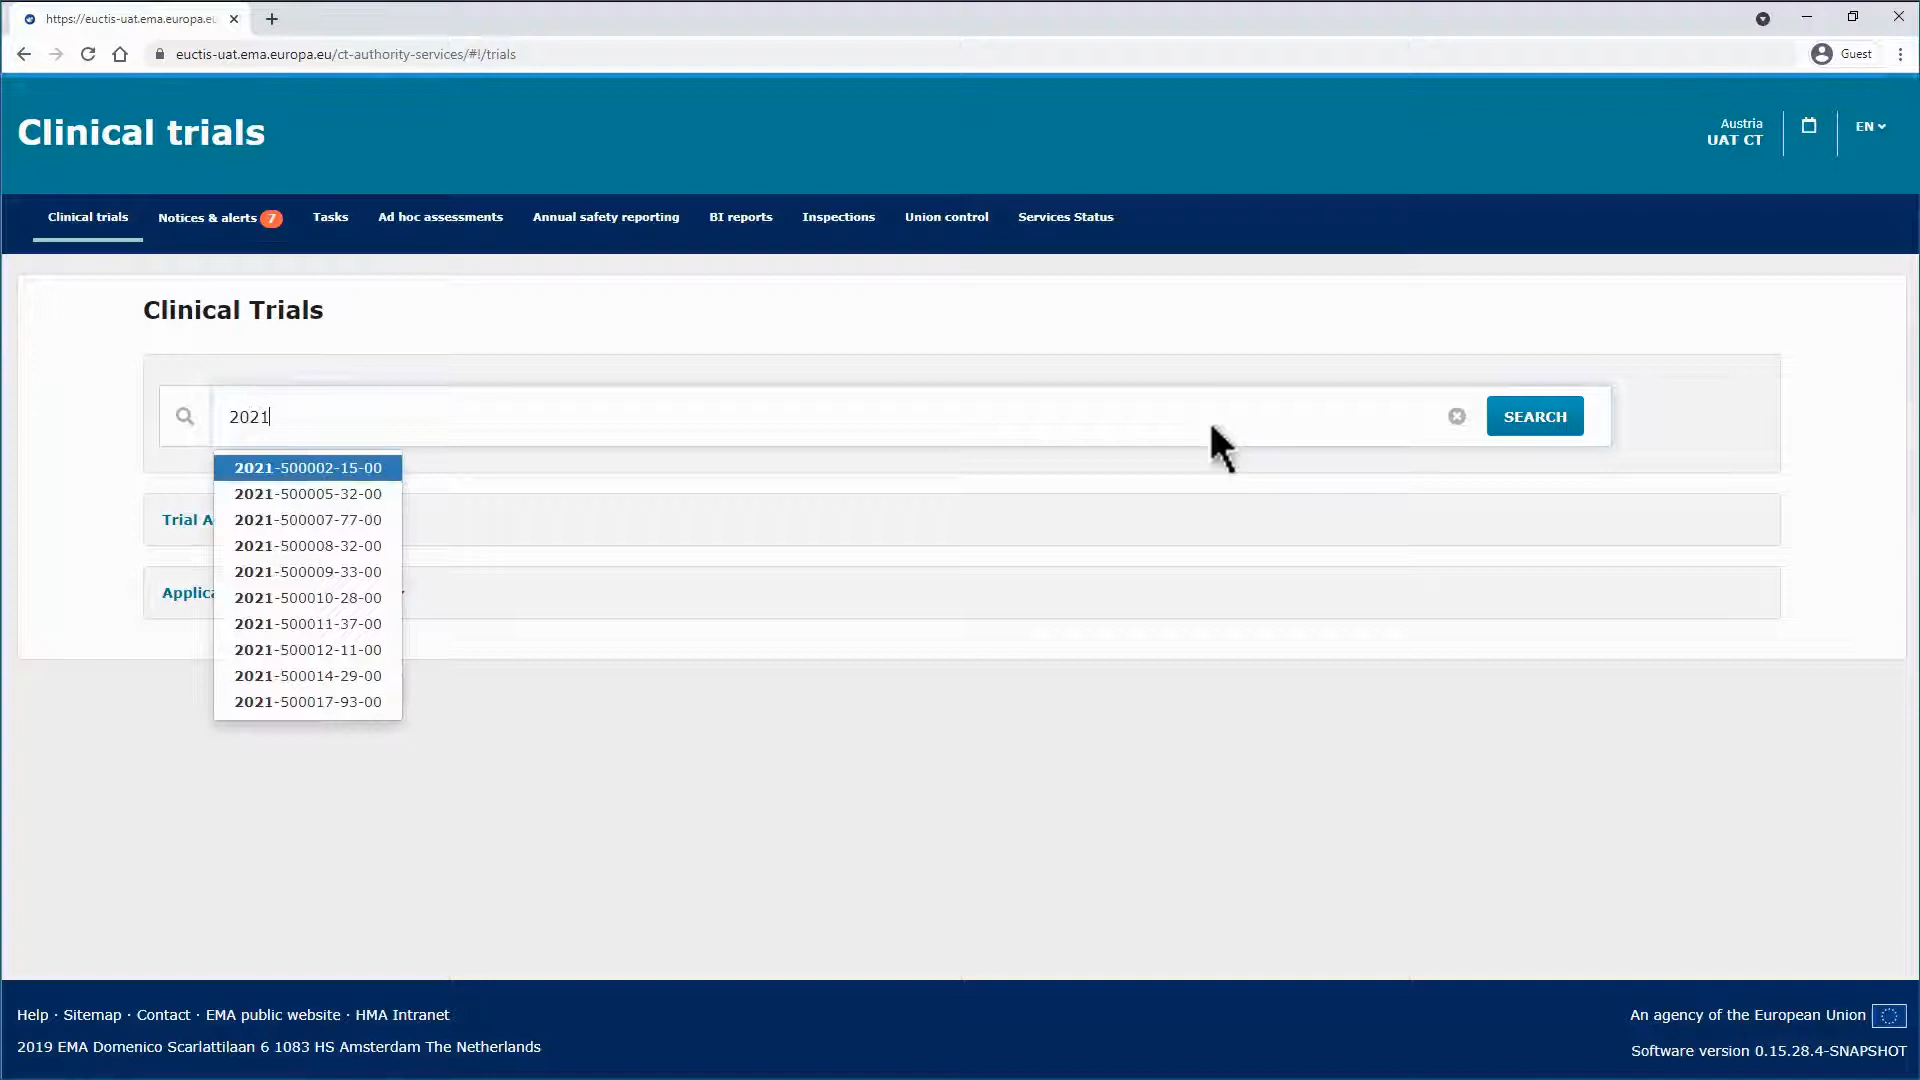 https://euctis-uat.ema.europa.eu
euctis-uat.ema.europa.eu/ct-authority-services/#!/trials
Guest
Clinical trials
Austria
UAT CT
EN
Clinical trials
Notices & alerts 7
Tasks
Ad hoc assessments
Annual safety reporting
BI reports
Inspections
Union control
Services Status
Clinical Trials
2021
SEARCH
2021-500002-15-00
2021-500005-32-00
Trial A
2021-500007-77-00
2021-500008-32-00
2021-500009-33-00
Applica
2021-500010-28-00
2021-500011-37-00
2021-500012-11-00
2021-500014-29-00
2021-500017-93-00
Help · Sitemap · Contact · EMA public website · HMA Intranet
An agency of the European Union
2019 EMA Domenico Scarlattilaan 6 1083 HS Amsterdam The Netherlands
Software version 0.15.28.4-SNAPSHOT